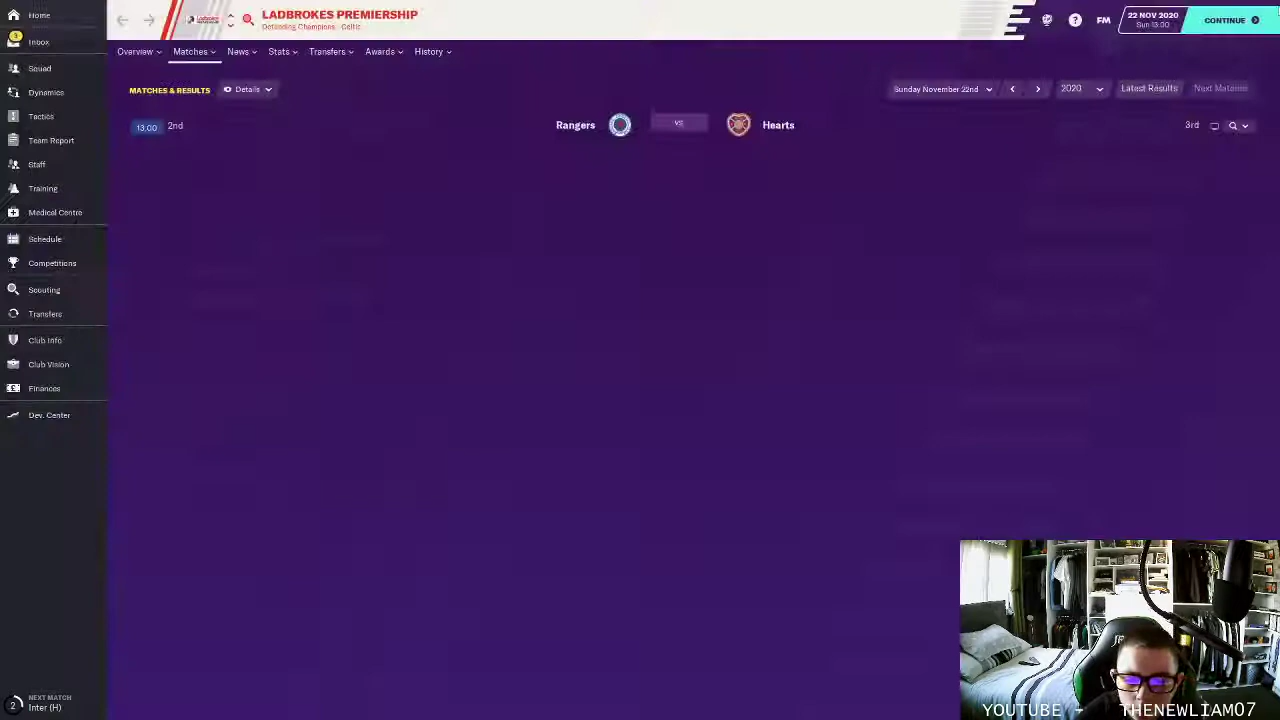 LADBROKES PREMIERSHIP
Defending Champions - Celtic
FM
22 NOV 2020
Sun 13:00
CONTINUE
3
Overview
Matches
News
Stats
Transfers
Awards
History
Squad
Dynamics
Tactics
Team Report
Staff
Training
Medical Centre
Schedule
Competitions
Scouting
Transfers
Club Info
Club Vision
Finances
Dev. Center
MATCHES & RESULTS
Details
Sunday November 22nd
2020
Latest Results
Next Matches
13:00
2nd
Rangers
vs
Hearts
3rd
2
NEXT MATCH
Inter (H)
YOUTUBE - THENEWLIAM07